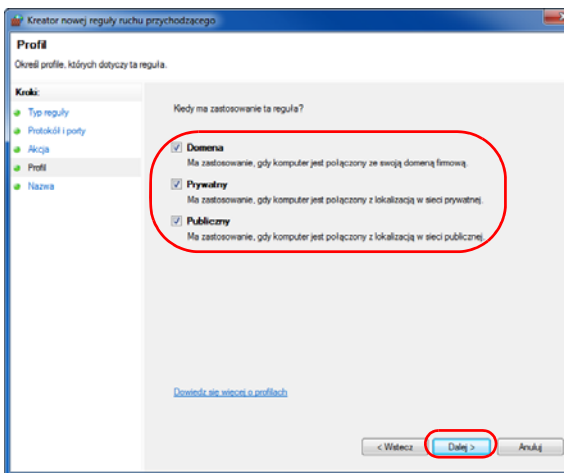 Kreator nowej reguły ruchu przychodzącego
Profil
Określ profile, których dotyczy ta reguła.
Kroki:
Typ reguły
Protokół i porty
Akcja
Profil
Nazwa
Kiedy ma zastosowanie ta reguła?
Domena
Ma zastosowanie, gdy komputer jest połączony ze swoją domeną firmową.
Prywatny
Ma zastosowanie, gdy komputer jest połączony z lokalizacją w sieci prywatnej.
Publiczny
Ma zastosowanie, gdy komputer jest połączony z lokalizacją w sieci publicznej.
Dowiedz się więcej o profilach
< Wstecz Dalej > Anuluj